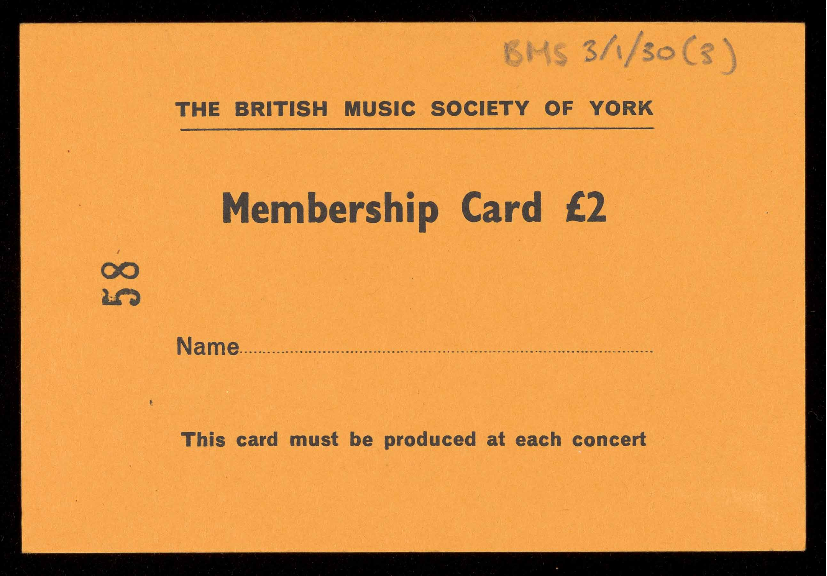 BMS 3/1/30(3)
THE BRITISH MUSIC SOCIETY OF YORK
Membership Card £2
58
Name
This card must be produced at each concert